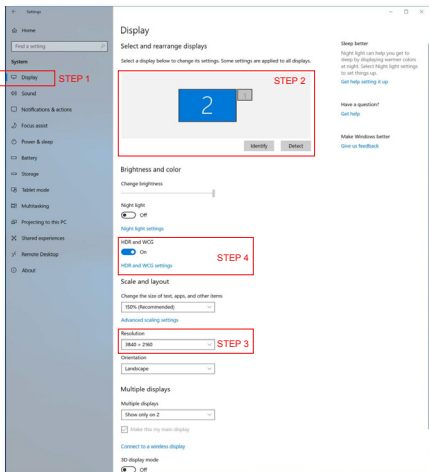 Settings
Home
Find a setting
System
Display
STEP 1
Sound
Notifications & actions
Focus assist
Power & sleep
Battery
Storage
Tablet mode
Multitasking
Projecting to this PC
Shared experiences
Remote Desktop
About
Display
Select and rearrange displays
Select a display below to change its settings. Some settings are applied to all displays.
STEP 2
2
1
Identify
Detect
Brightness and color
Change brightness
Night light
Off
Night light settings
HDR and WCG
On
STEP 4
HDR and WCG settings
Scale and layout
Change the size of text, apps, and other items
150% (Recommended)
Advanced scaling settings
Resolution
3840 × 2160
STEP 3
Orientation
Landscape
Multiple displays
Multiple displays
Show only on 2
Make this my main display
Connect to a wireless display
3D display mode
Off
Sleep better
Night light can help you get to
sleep by displaying warmer colors
at night. Select Night light settings
to set things up.
Get help setting it up
Have a question?
Get help
Make Windows better
Give us feedback